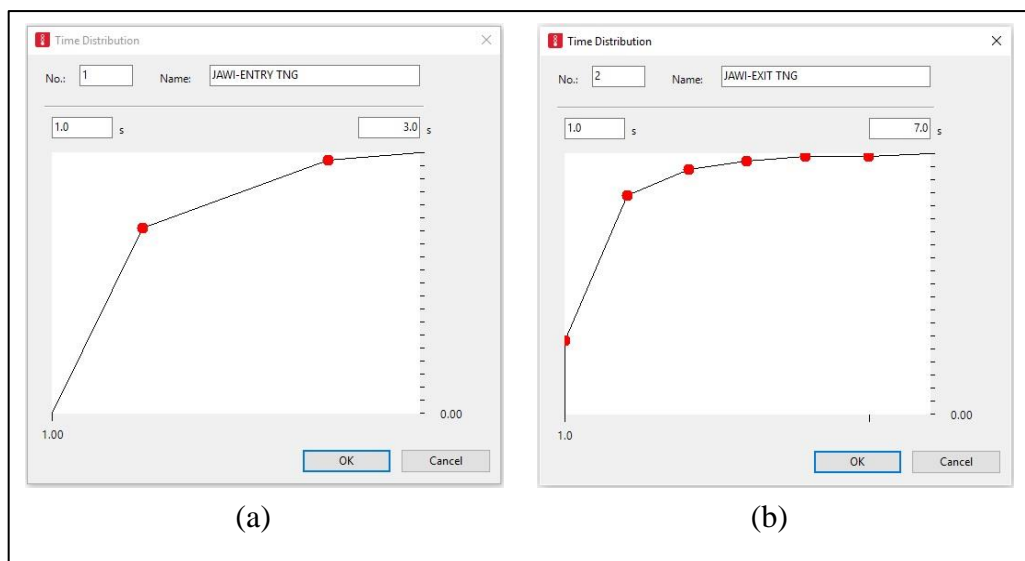 Time Distribution
No.: 1 Name: JAWI-ENTRY TNG
1.0 s 3.0 s
0.00
1.00
OK Cancel
(a)
Time Distribution
No.: 2 Name: JAWI-EXIT TNG
1.0 s 7.0 s
0.00
1.0
OK Cancel
(b)